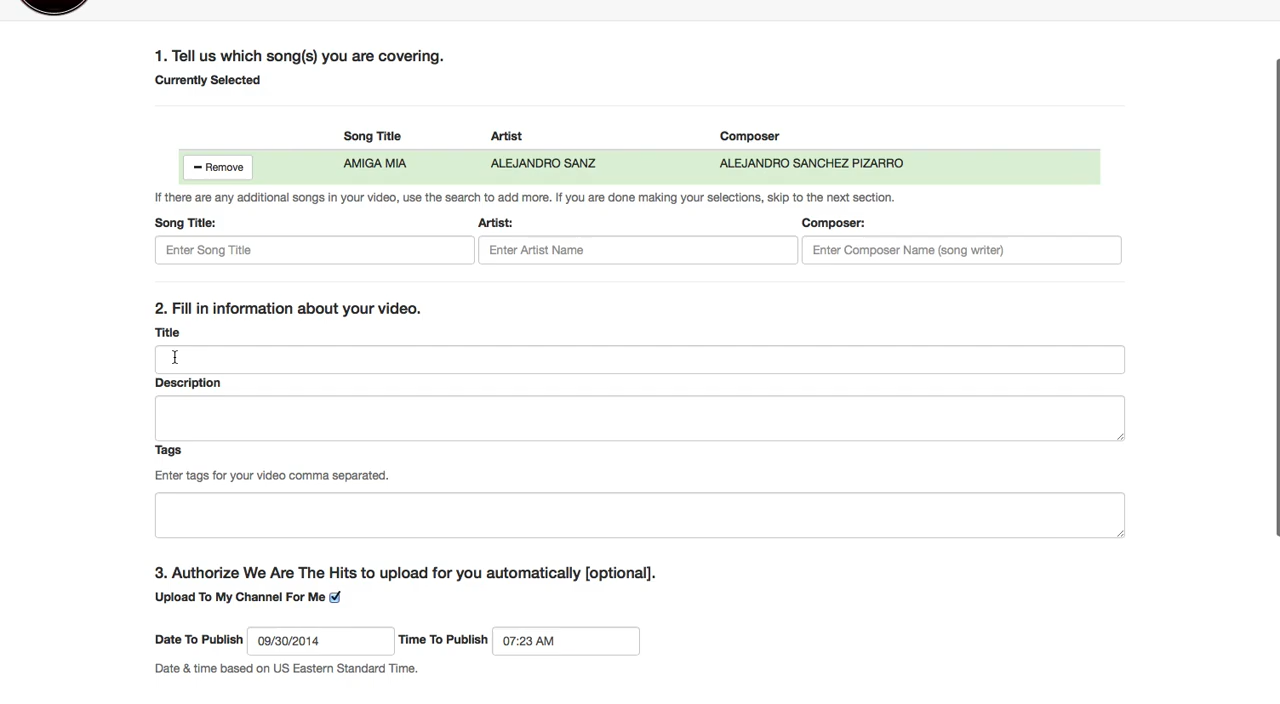 1. Tell us which song(s) you are covering.
Currently Selected
Song Title Artist Composer
Remove AMIGA MIA ALEJANDRO SANZ ALEJANDRO SANCHEZ PIZARRO
If there are any additional songs in your video, use the search to add more. If you are done making your selections, skip to the next section.
Song Title: Artist: Composer:
Enter Song Title Enter Artist Name Enter Composer Name (song writer)
2. Fill in information about your video.
Title
Description
Tags
Enter tags for your video comma separated.
3. Authorize We Are The Hits to upload for you automatically [optional].
Upload To My Channel For Me
Date To Publish 09/30/2014 Time To Publish 07:23 AM
Date & time based on US Eastern Standard Time.